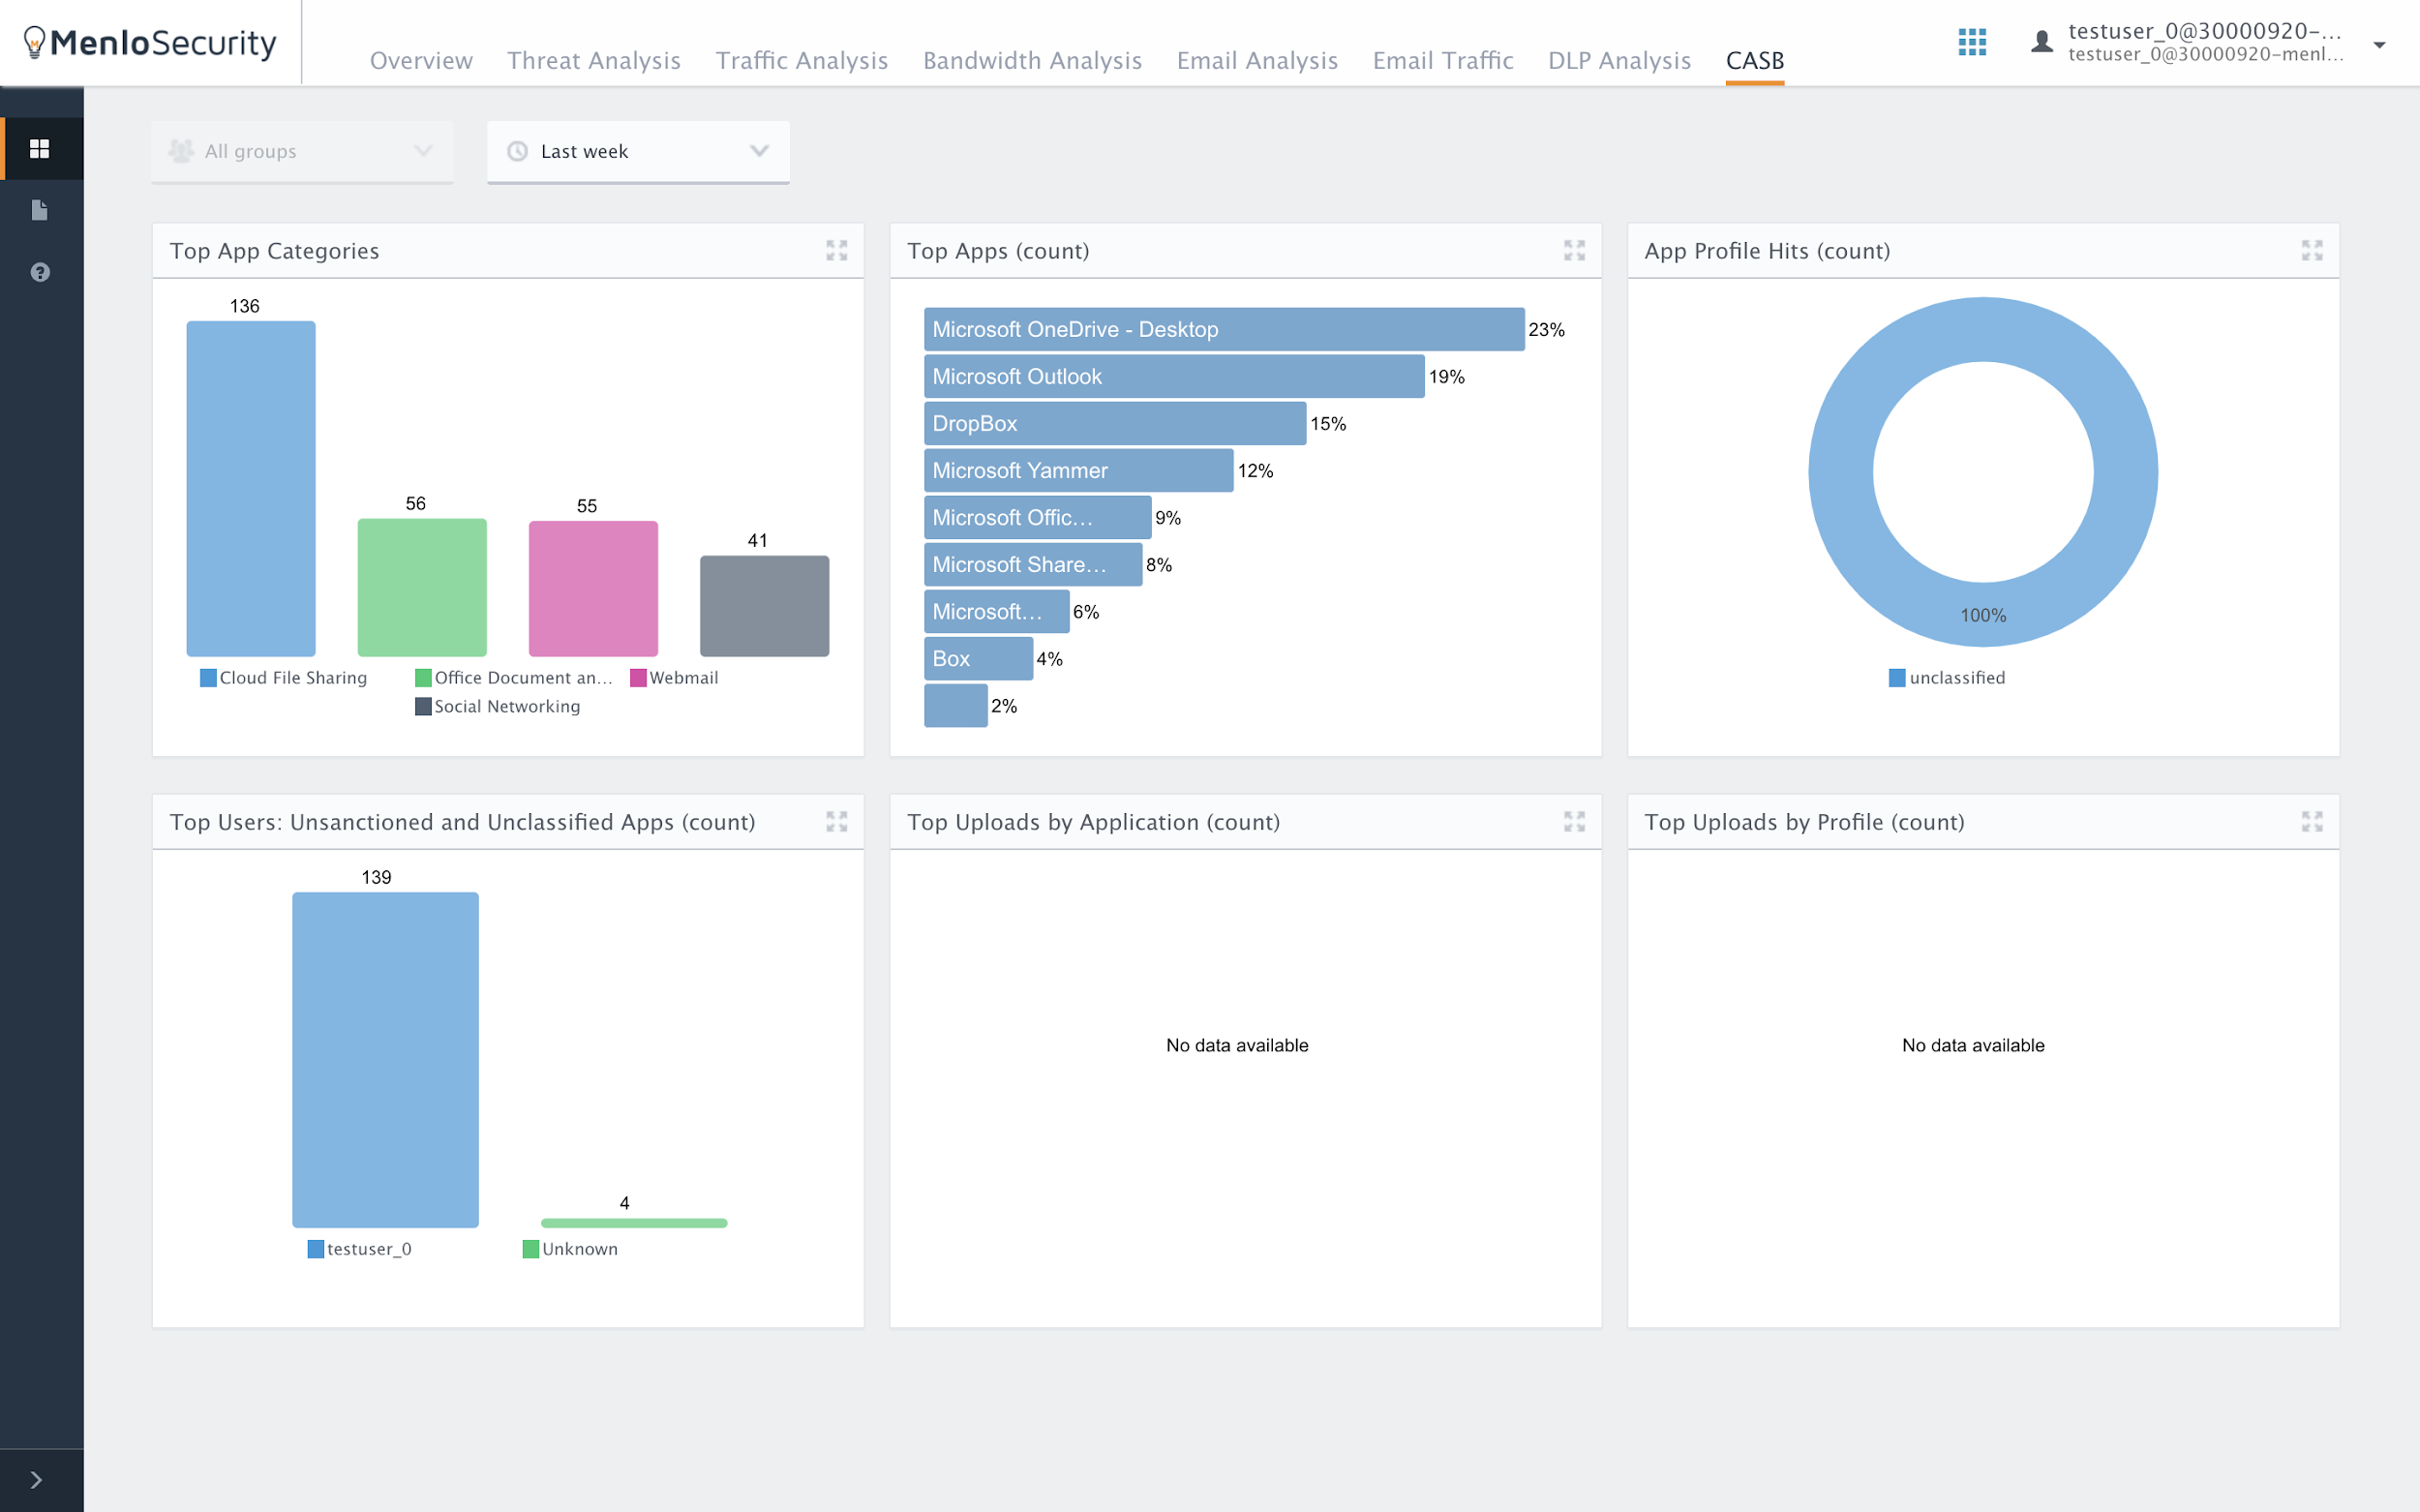 MenloSecurity
Overview Threat Analysis Traffic Analysis Bandwidth Analysis Email Analysis Email Traffic DLP Analysis CASB
testuser_0@30000920-...
testuser_0@30000920-menl...
All groups
Last week
Top App Categories
136
56
55
41
Cloud File Sharing
Office Document an...
Webmail
Social Networking
Top Apps (count)
Microsoft OneDrive - Desktop 23%
Microsoft Outlook 19%
DropBox 15%
Microsoft Yammer 12%
Microsoft Offic... 9%
Microsoft Share... 8%
Microsoft... 6%
Box 4%
2%
App Profile Hits (count)
100%
unclassified
Top Users: Unsanctioned and Unclassified Apps (count)
139
4
testuser_0
Unknown
Top Uploads by Application (count)
No data available
Top Uploads by Profile (count)
No data available